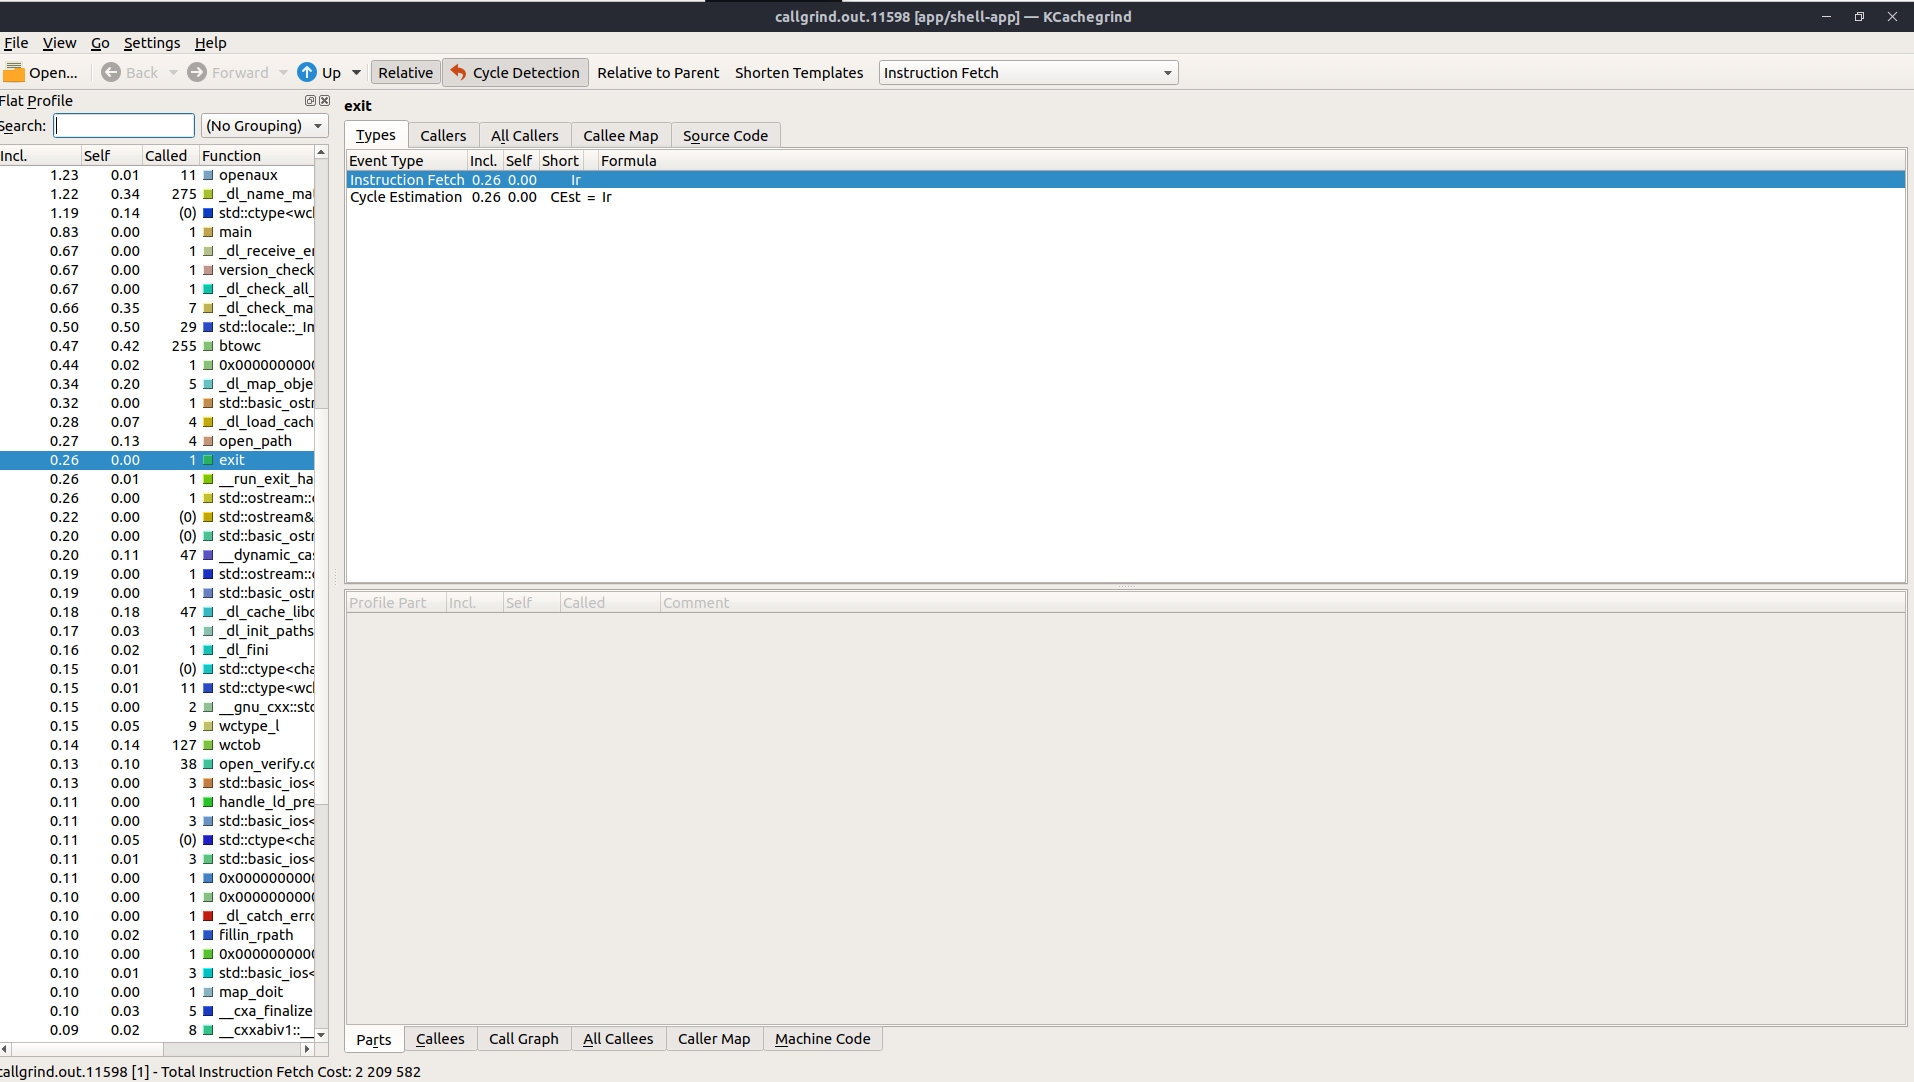 callgrind.out.11598 [app/shell-app] — KCachegrind
File View Go Settings Help
Open... Back Forward Up Relative Cycle Detection Relative to Parent Shorten Templates Instruction Fetch
Flat Profile
Search: (No Grouping)
Incl. Self Called Function
1.23 0.01 11 openaux
1.22 0.34 275 _dl_name_ma
1.19 0.14 (0) std::ctype<wc
0.83 0.00 1 main
0.67 0.00 1 _dl_receive_e
0.67 0.00 1 version_check
0.67 0.00 1 _dl_check_all_
0.66 0.35 7 _dl_check_ma
0.50 0.50 29 std::locale::_Im
0.47 0.42 255 btowc
0.44 0.02 1 0x0000000000
0.34 0.20 5 _dl_map_obje
0.32 0.00 1 std::basic_ost
0.28 0.07 4 _dl_load_cach
0.27 0.13 4 open_path
0.26 0.00 1 exit
0.26 0.01 1 __run_exit_ha
0.26 0.00 1 std::ostream::
0.22 0.00 (0) std::ostream&
0.20 0.00 (0) std::basic_ost
0.20 0.11 47 __dynamic_ca
0.19 0.00 1 std::ostream::
0.19 0.00 1 std::basic_ost
0.18 0.18 47 _dl_cache_libc
0.17 0.03 1 _dl_init_paths
0.16 0.02 1 _dl_fini
0.15 0.01 (0) std::ctype<cha
0.15 0.01 11 std::ctype<wc
0.15 0.00 2 __gnu_cxx::std
0.15 0.05 9 wctype_l
0.14 0.14 127 wctob
0.13 0.10 38 open_verify.co
0.13 0.00 3 std::basic_ios<
0.11 0.00 1 handle_ld_pre
0.11 0.00 3 std::basic_ios<
0.11 0.05 (0) std::ctype<cha
0.11 0.01 3 std::basic_ios<
0.11 0.00 1 0x0000000000
0.10 0.00 1 0x0000000000
0.10 0.00 1 _dl_catch_erro
0.10 0.02 1 fillin_rpath
0.10 0.00 1 0x0000000000
0.10 0.01 3 std::basic_ios<
0.10 0.00 1 map_doit
0.10 0.03 5 __cxa_finalize
0.09 0.02 8 __cxxabiv1::__
exit
Types Callers All Callers Callee Map Source Code
Event Type Incl. Self Short Formula
Instruction Fetch 0.26 0.00 Ir
Cycle Estimation 0.26 0.00 CEst = Ir
Profile Part Incl. Self Called Comment
Parts Callees Call Graph All Callees Caller Map Machine Code
callgrind.out.11598 [1] - Total Instruction Fetch Cost: 2 209 582